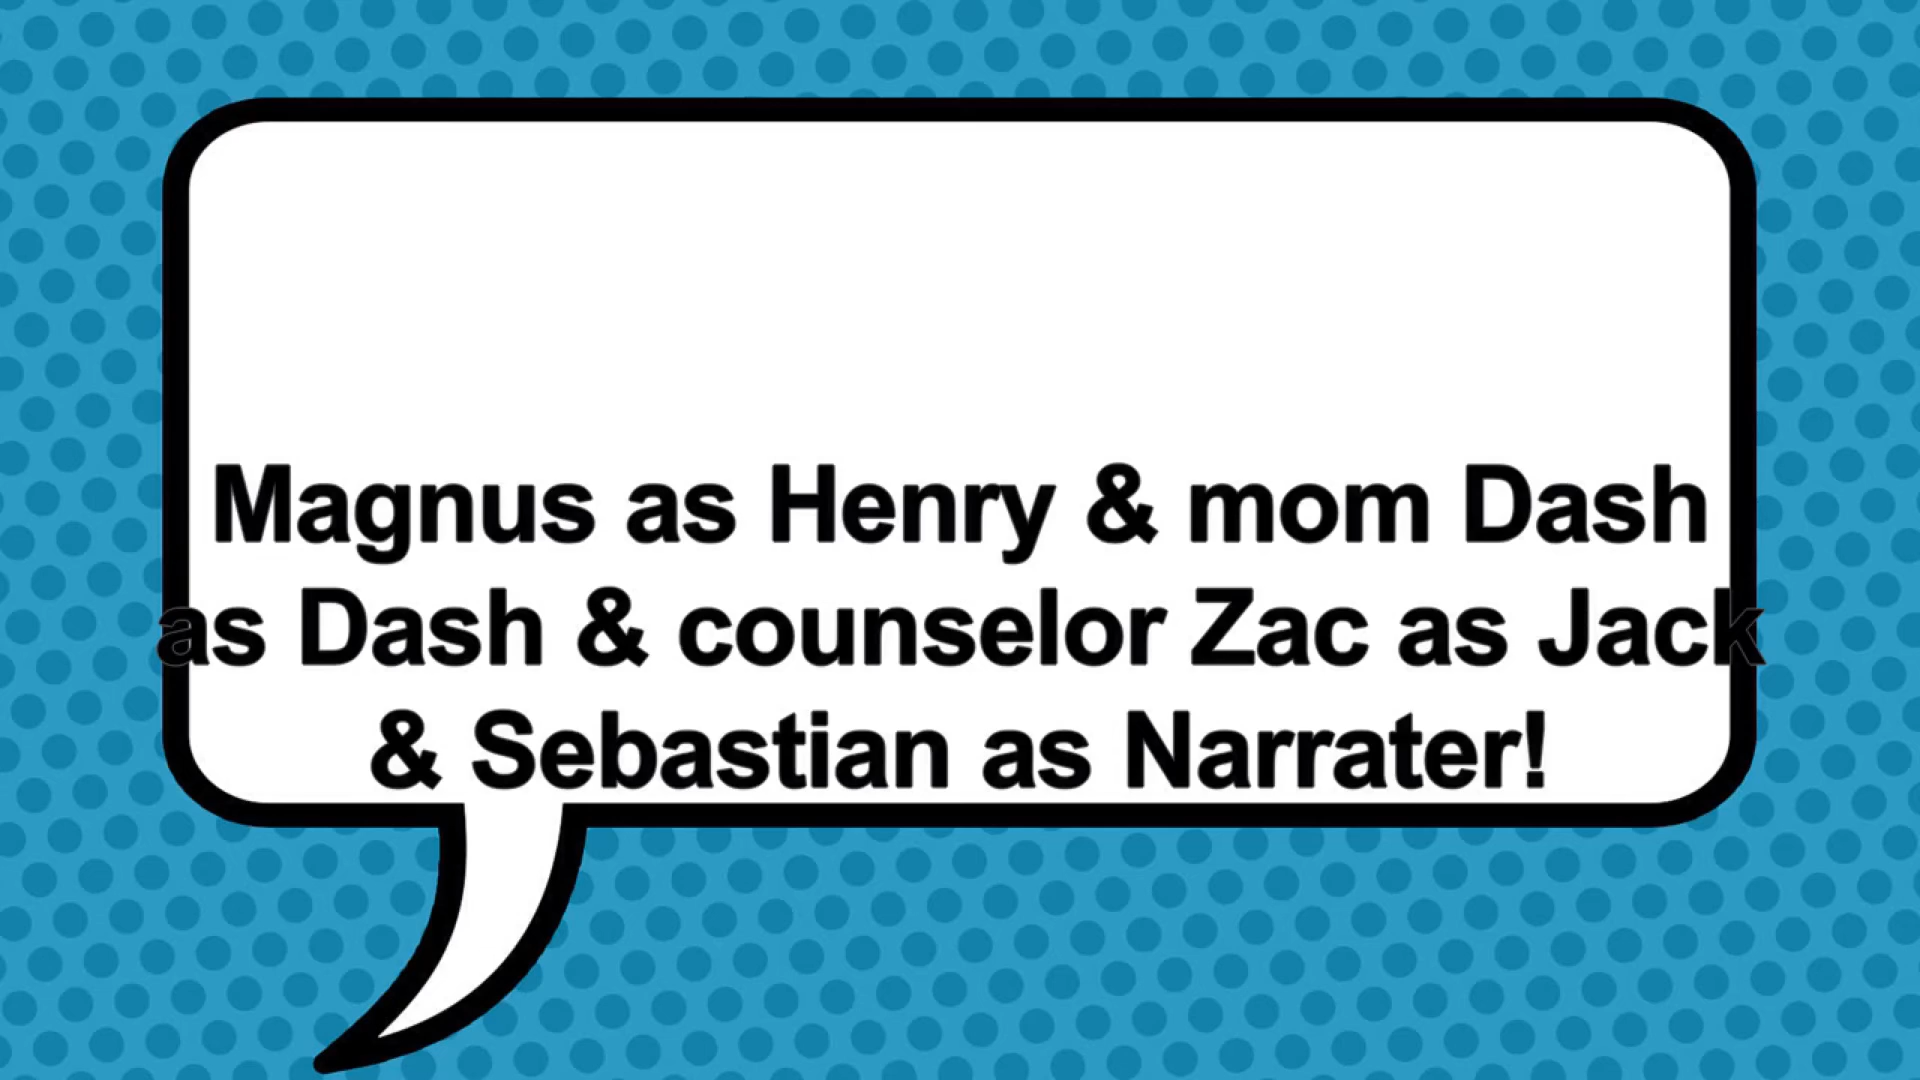 Magnus as Henry & mom Dash
as Dash & counselor Zac as Jack
& Sebastian as Narrater!